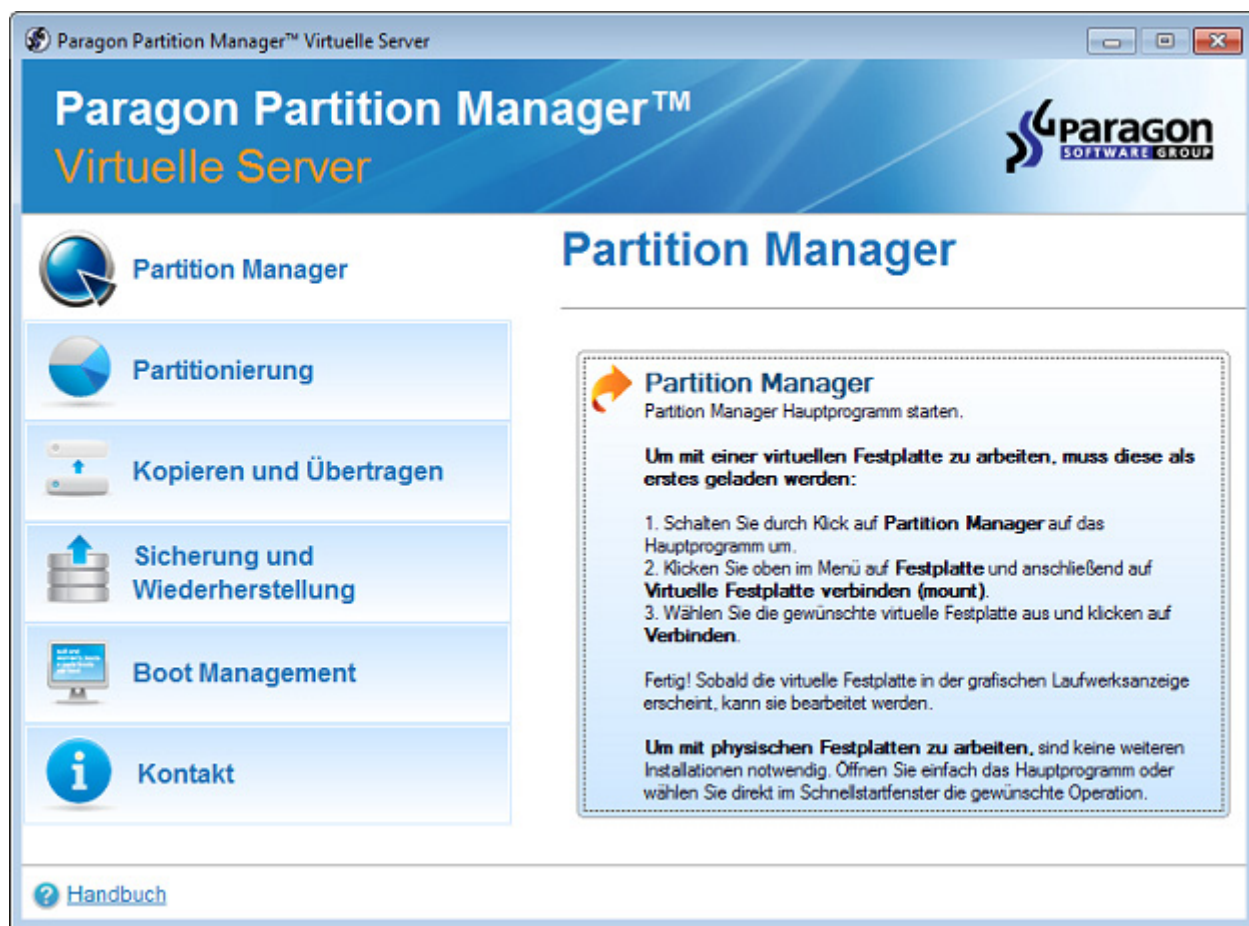 Paragon Partition Manager™ Virtuelle Server
Paragon Partition Manager™
Virtuelle Server
Paragon
SOFTWARE GROUP
Partition Manager
Partitionierung
Kopieren und Übertragen
Sicherung und
Wiederherstellung
Boot Management
Kontakt
Partition Manager
Partition Manager
Partition Manager Hauptprogramm starten.
Um mit einer virtuellen Festplatte zu arbeiten, muss diese als
erstes geladen werden:
1. Schalten Sie durch Klick auf Partition Manager auf das
Hauptprogramm um.
2. Klicken Sie oben im Menü auf Festplatte und anschließend auf
Virtuelle Festplatte verbinden (mount).
3. Wählen Sie die gewünschte virtuelle Festplatte aus und klicken auf
Verbinden.
Fertig! Sobald die virtuelle Festplatte in der grafischen Laufwerksanzeige
erscheint, kann sie bearbeitet werden.
Um mit physischen Festplatten zu arbeiten, sind keine weiteren
Installationen notwendig. Öffnen Sie einfach das Hauptprogramm oder
wählen Sie direkt im Schnellstartfenster die gewünschte Operation.
Handbuch